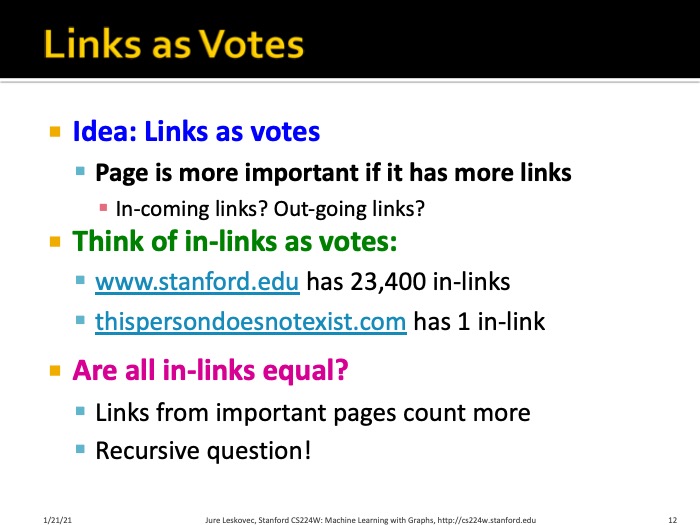 Links as Votes
Idea: Links as votes
Page is more important if it has more links
In-coming links? Out-going links?
Think of in-links as votes:
www.stanford.edu has 23,400 in-links
thispersondoesnotexist.com has 1 in-link
Are all in-links equal?
Links from important pages count more
Recursive question!
1/21/21
Jure Leskovec, Stanford CS224W: Machine Learning with Graphs, http://cs224w.stanford.edu
12